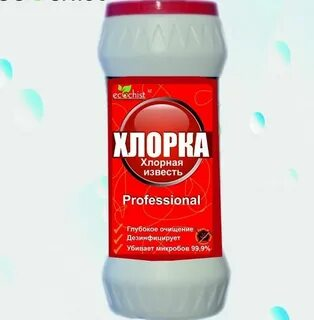 ecochist
ХЛОРКА
Хлорная
известь
Professional
Глубокое очищение
Дезинфицирует
Убивает микробов 99,9%